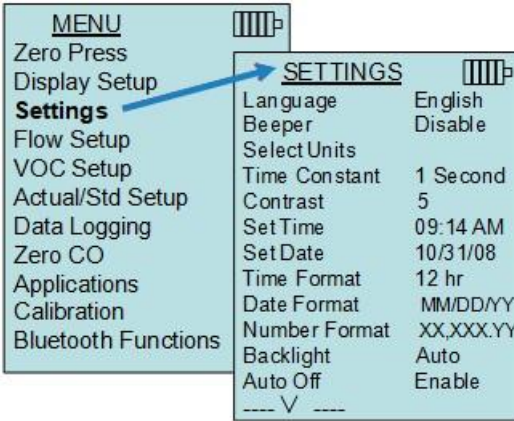 MENU
Zero Press
Display Setup
Settings
Flow Setup
VOC Setup
Actual/Std Setup
Data Logging
Zero CO
Applications
Calibration
Bluetooth Functions
SETTINGS
Language English
Beeper Disable
Select Units
Time Constant 1 Second
Contrast 5
Set Time 09:14 AM
Set Date 10/31/08
Time Format 12 hr
Date Format MM/DD/YY
Number Format XX,XXX.YY
Backlight Auto
Auto Off Enable
---- V ----